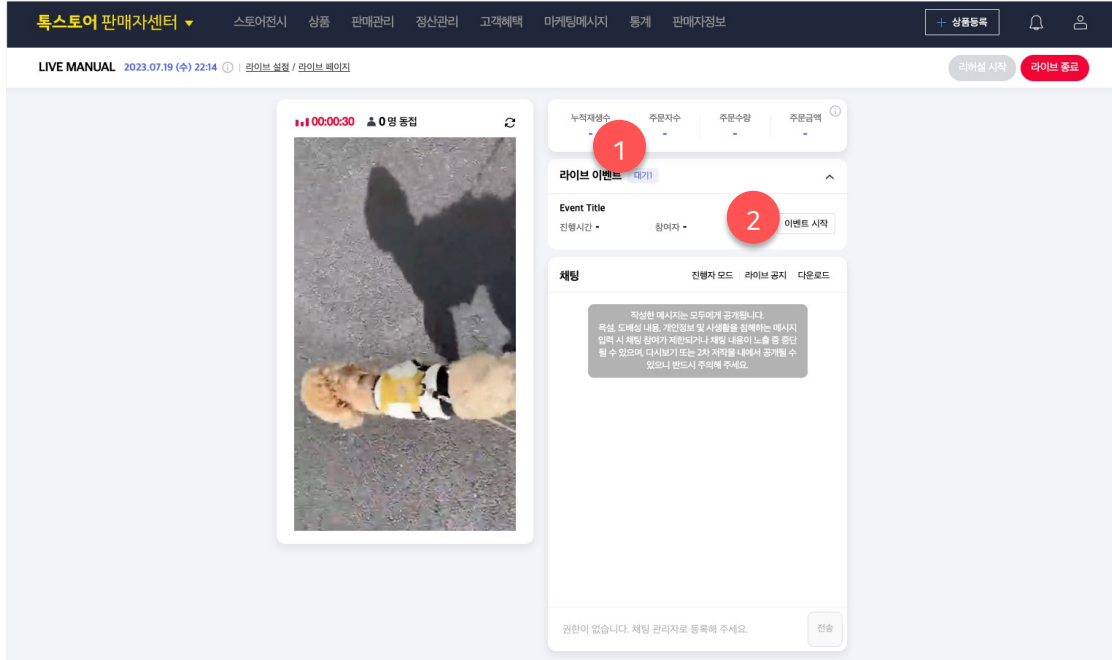 톡스토어 판매자센터 ▼ 스토어전시 상품 판매관리 정산관리 고객혜택 마케팅메시지 통계 판매자정보 + 상품등록
LIVE MANUAL 2023.07.19 (수) 22:14 라이브 설정 / 라이브 페이지 리허설 시작 라이브 종료
00:00:30 0 명 동접
누적재생수 주문자수 주문수량 주문금액
- - - -
1
라이브 이벤트 대기1
Event Title
진행시간 - 참여자 - 2 이벤트 시작
채팅 진행자 모드 라이브 공지 다운로드
작성한 메시지는 모두에게 공개됩니다.
욕설, 도배성 내용, 개인정보 및 사생활을 침해하는 메시지
입력 시 채팅 참여가 제한되거나 채팅 내용이 노출 중 중단
될 수 있으며, 다시보기 또는 2차 저작물 내에서 공개될 수
있으니 반드시 주의해 주세요.
권한이 없습니다. 채팅 관리자로 등록해 주세요. 전송